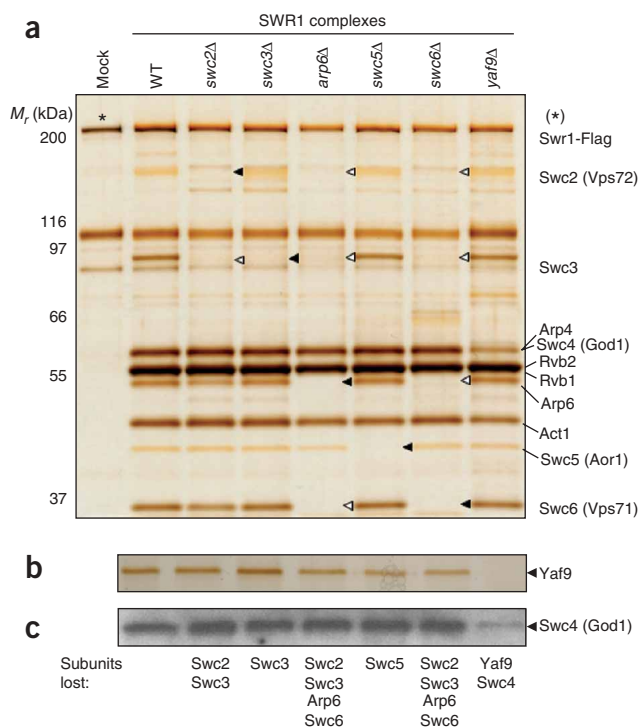 a
SWR1 complexes
Mock
WT
swc2Δ
swc3Δ
arp6Δ
swc5Δ
swc6Δ
yaf9Δ
Mr (kDa)
*
(*)
200
Swr1-Flag
Swc2 (Vps72)
116
97
Swc3
66
Arp4
Swc4 (God1)
Rvb2
55
Rvb1
Arp6
Act1
Swc5 (Aor1)
37
Swc6 (Vps71)
b
Yaf9
c
Swc4 (God1)
Subunits lost:
Swc2 Swc3 Swc2 Swc5 Swc2 Yaf9
Swc3 Swc3 Swc3 Swc4
Arp6 Arp6
Swc6 Swc6